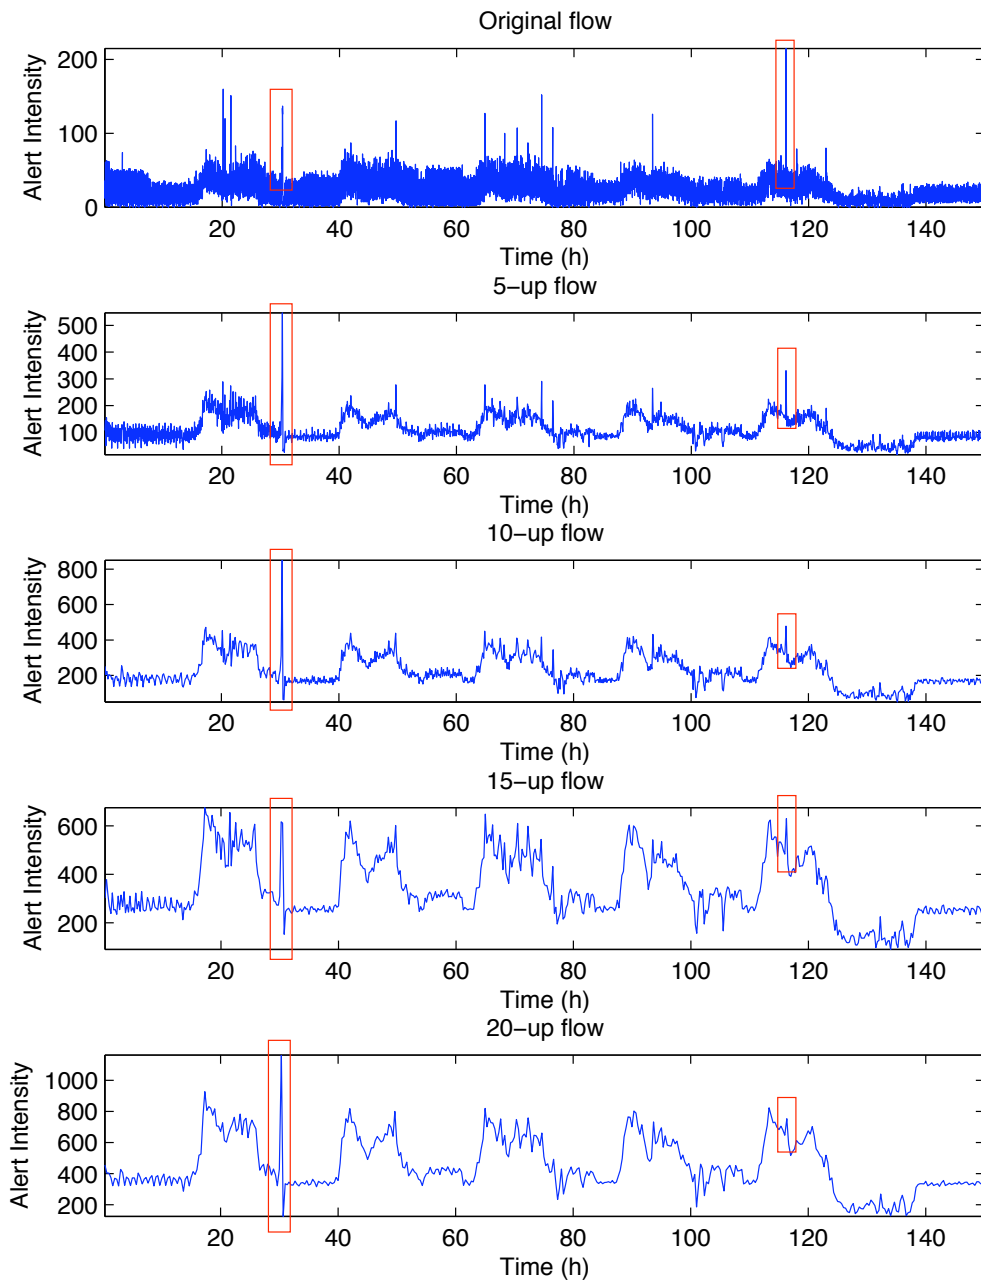 Original flow
Alert Intensity
200
100
0
20 40 60 80 100 120 140
Time (h)
5−up flow
Alert Intensity
500
400
300
200
100
20 40 60 80 100 120 140
Time (h)
10−up flow
Alert Intensity
800
600
400
200
20 40 60 80 100 120 140
Time (h)
15−up flow
Alert Intensity
600
400
200
20 40 60 80 100 120 140
Time (h)
20−up flow
Alert Intensity
1000
800
600
400
200
20 40 60 80 100 120 140
Time (h)